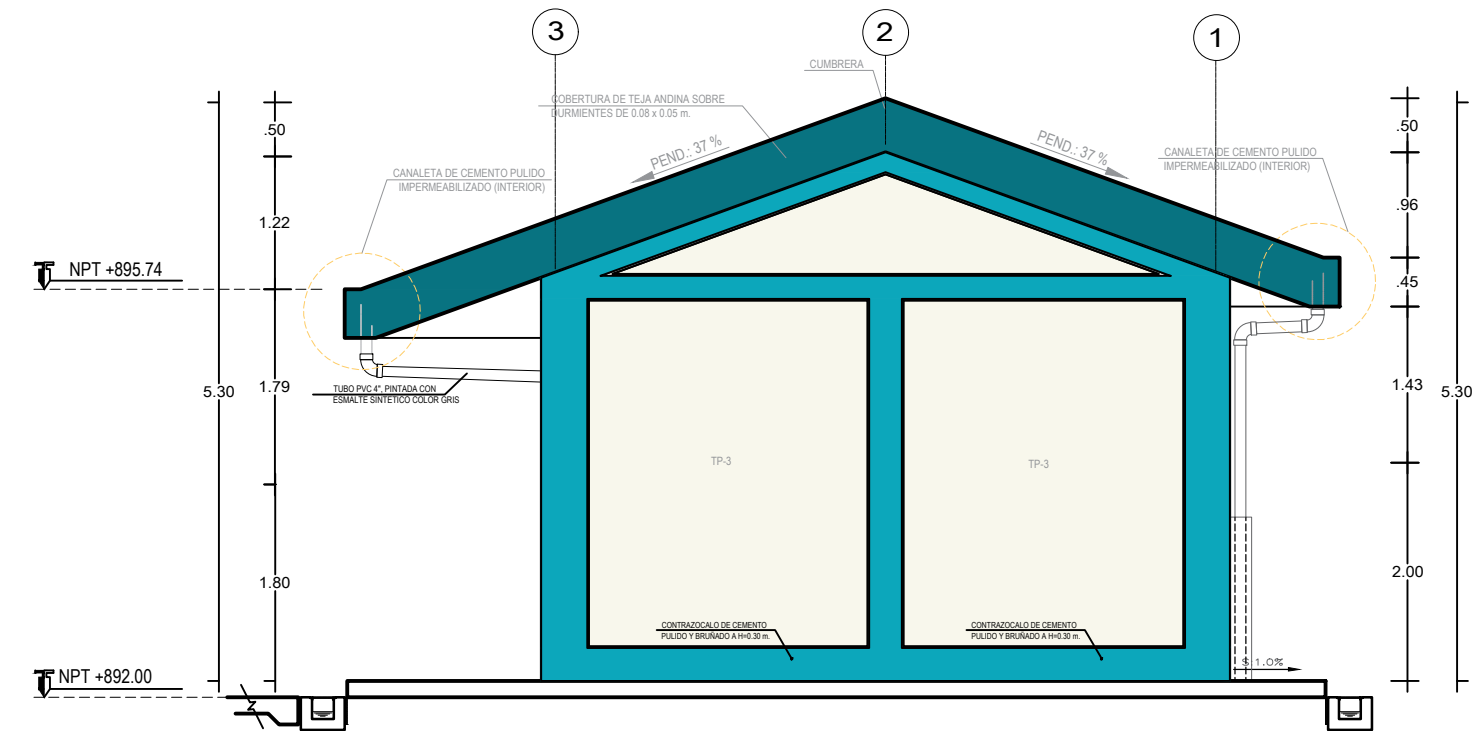 3
2
1
CUMBRERA
COBERTURA DE TEJA ANDINA SOBRE
DURMIENTES DE 0.08 x 0.05 m.
PEND.: 37 %
PEND.: 37 %
CANALETA DE CEMENTO PULIDO
IMPERMEABILIZADO (INTERIOR)
CANALETA DE CEMENTO PULIDO
IMPERMEABILIZADO (INTERIOR)
.50
1.22
1.79
1.80
5.30
.50
.96
.45
1.43
2.00
5.30
NPT +895.74
TUBO PVC 4", PINTADA CON
ESMALTE SINTETICO COLOR GRIS
TP-3
TP-3
CONTRAZOCALO DE CEMENTO
PULIDO Y BRUÑADO A H=0.30 m.
CONTRAZOCALO DE CEMENTO
PULIDO Y BRUÑADO A H=0.30 m.
S.1.0%
NPT +892.00